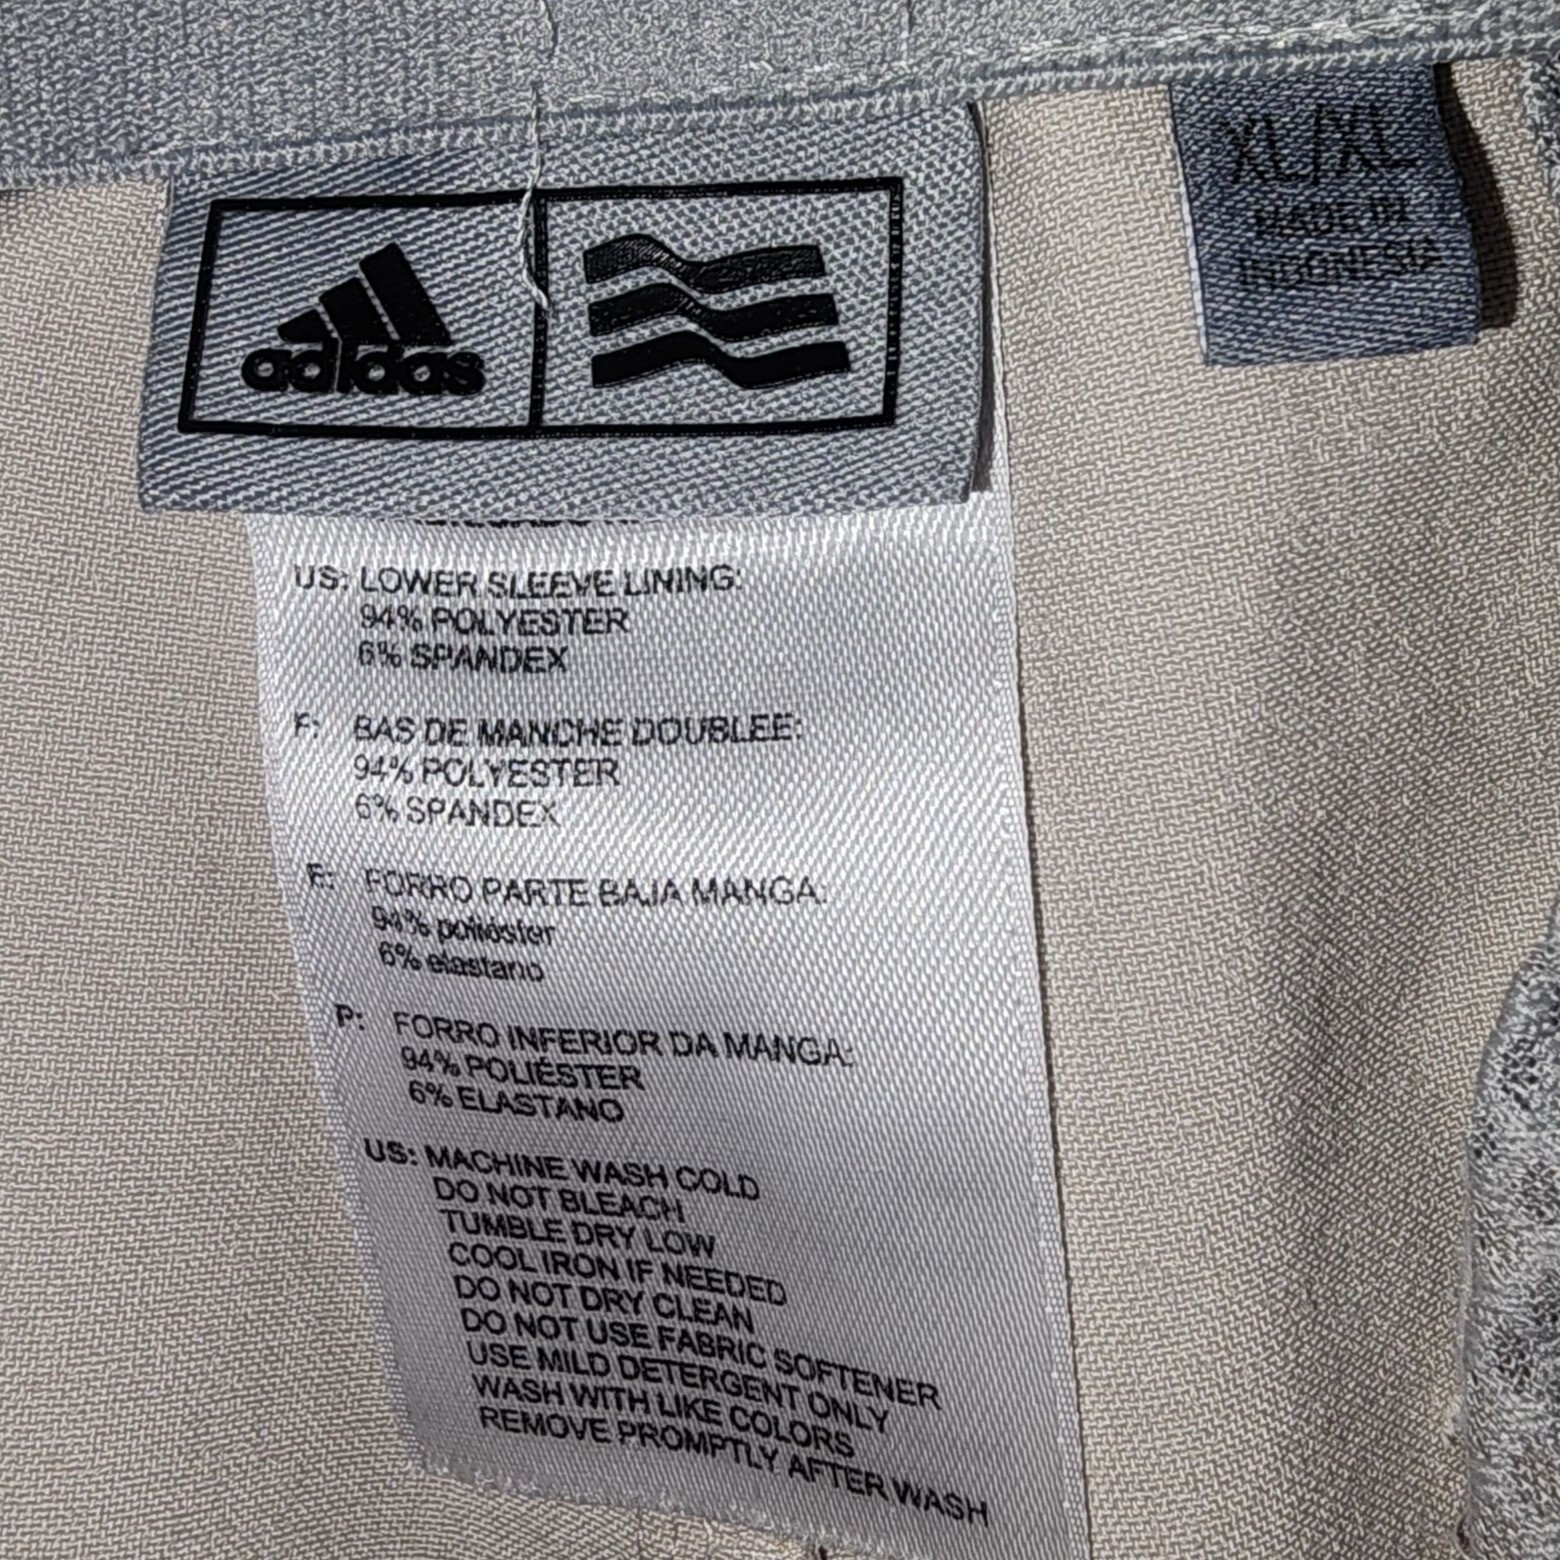 adidas
XL/XL
MADE IN
INDONESIA
US: LOWER SLEEVE LINING:
94% POLYESTER
6% SPANDEX
F: BAS DE MANCHE DOUBLEE:
94% POLYESTER
6% SPANDEX
E: FORRO PARTE BAJA MANGA:
94% poliéster
6% elastano
P: FORRO INFERIOR DA MANGA:
94% POLIÉSTER
6% ELASTANO
US: MACHINE WASH COLD
DO NOT BLEACH
TUMBLE DRY LOW
COOL IRON IF NEEDED
DO NOT DRY CLEAN
DO NOT USE FABRIC SOFTENER
USE MILD DETERGENT ONLY
WASH WITH LIKE COLORS
REMOVE PROMPTLY AFTER WASH